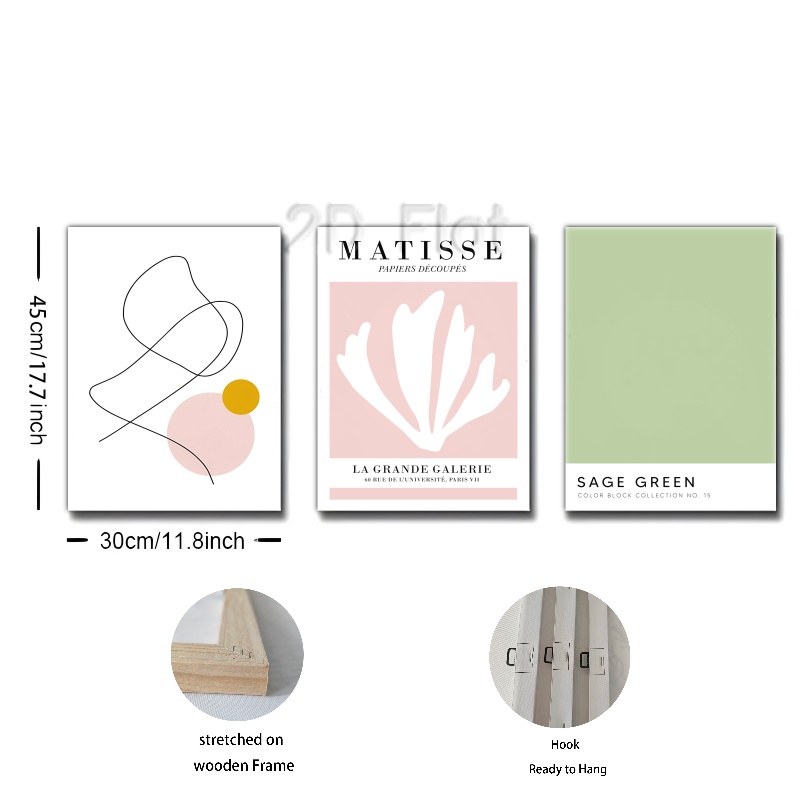 2D Flat
MATISSE
PAPIERS DÉCOUPÉS
45cm/17.7inch
LA GRANDE GALERIE
60 RUE DE L'UNIVERSITÉ, PARIS VII
SAGE GREEN
COLOR BLOCK COLLECTION NO. 15
30cm/11.8inch
stretched on
wooden Frame
Hook
Ready to Hang